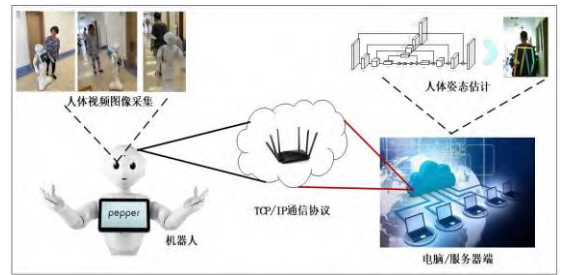 人体视频图像采集
人体姿态估计
pepper
TCP/IP通信协议
机器人
电脑/服务器端